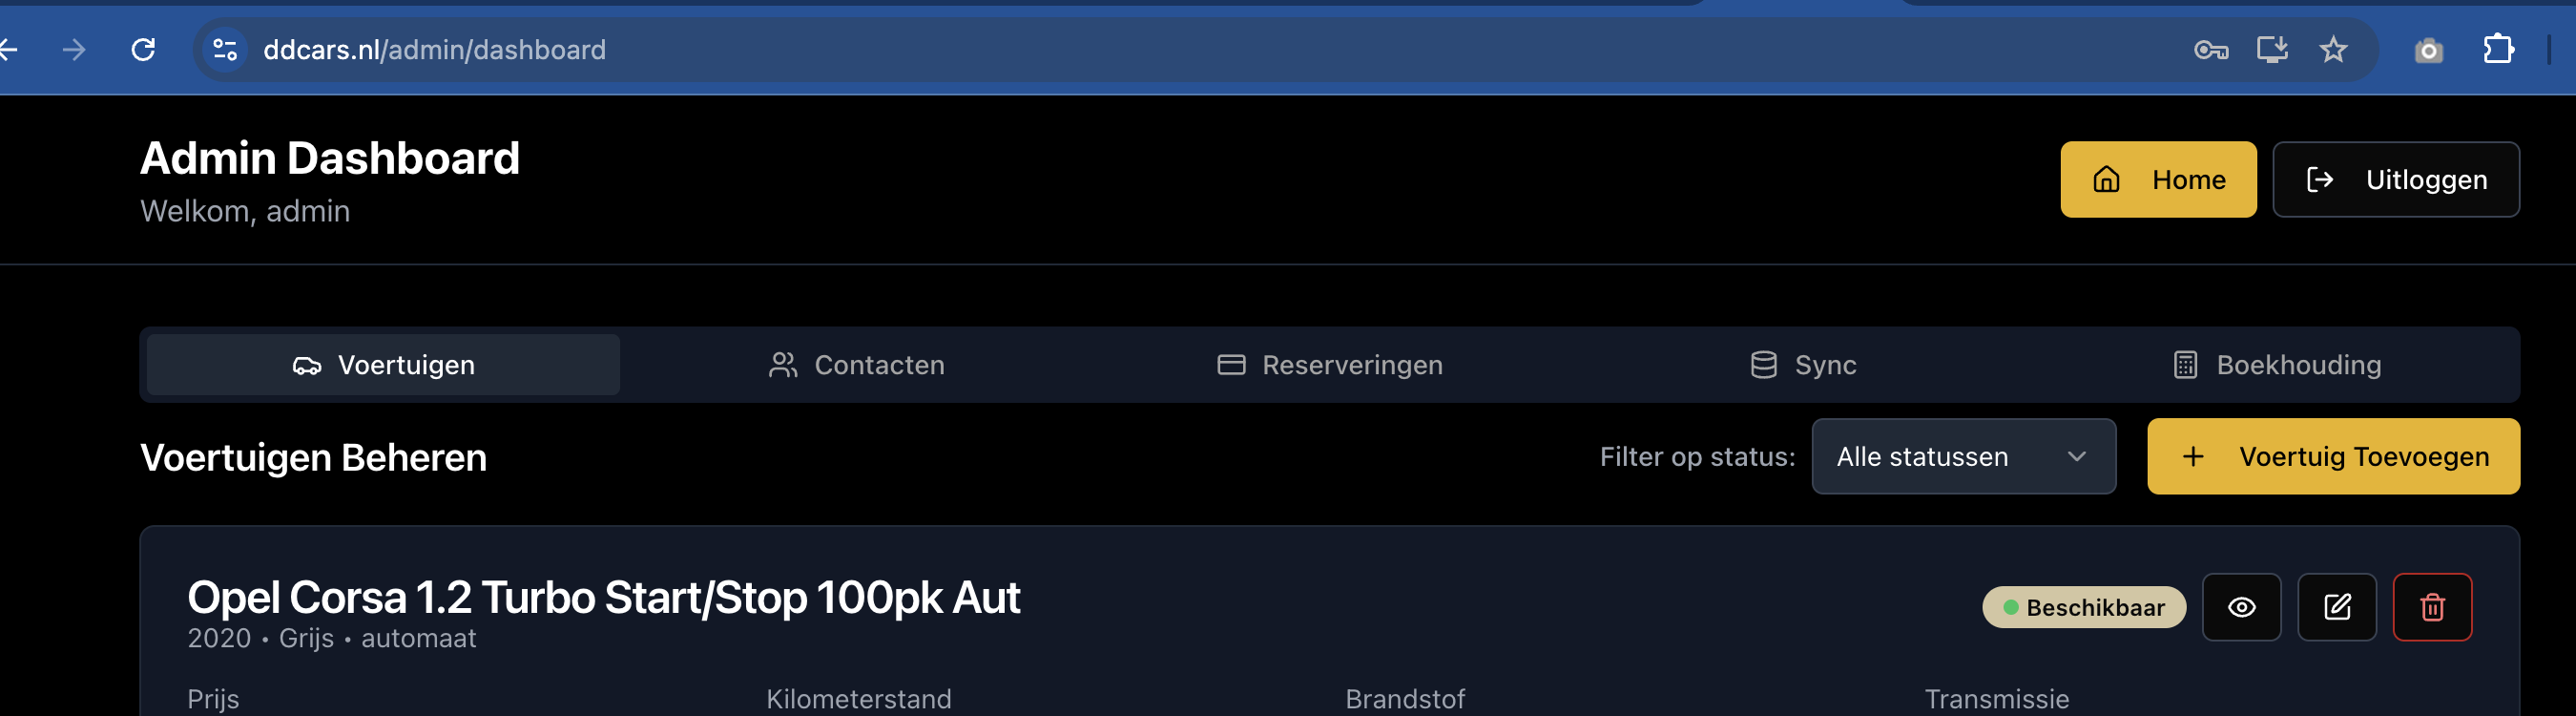 ddcars.nl/admin/dashboard
Admin Dashboard
Welkom, admin
Home
Uitloggen
Voertuigen
Contacten
Reserveringen
Sync
Boekhouding
Voertuigen Beheren
Filter op status:
Alle statussen
Voertuig Toevoegen
Opel Corsa 1.2 Turbo Start/Stop 100pk Aut
Beschikbaar
2020 • Grijs • automaat
Prijs
Kilometerstand
Brandstof
Transmissie